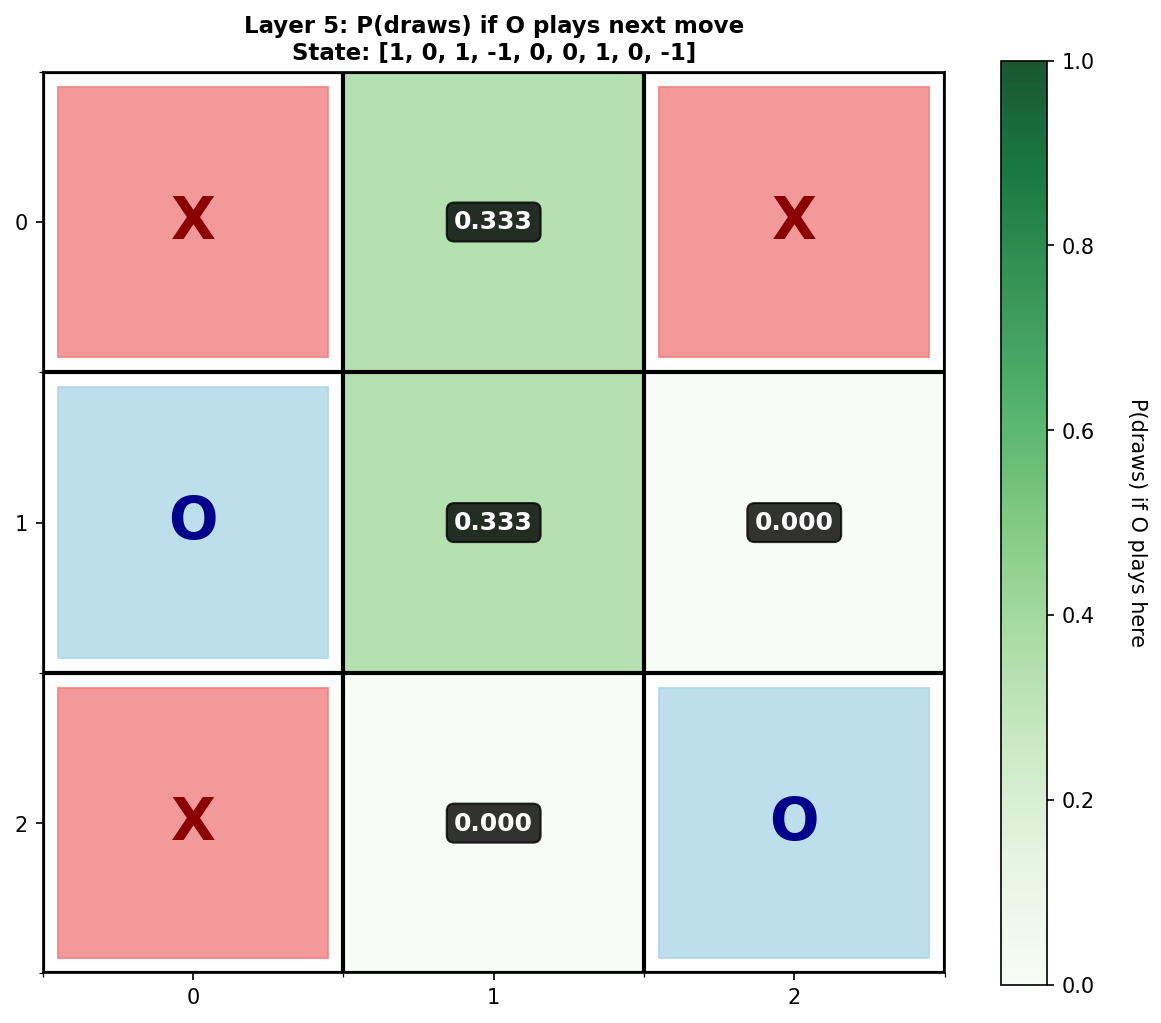 Layer 5: P(draws) if O plays next move
State: [1, 0, 1, -1, 0, 0, 1, 0, -1]
1.0
0.8
0.6
0.4
0.2
0.0
P(draws) if O plays here
0 X 0.333 X
1 O 0.333 0.000
2 X 0.000 O
0 1 2